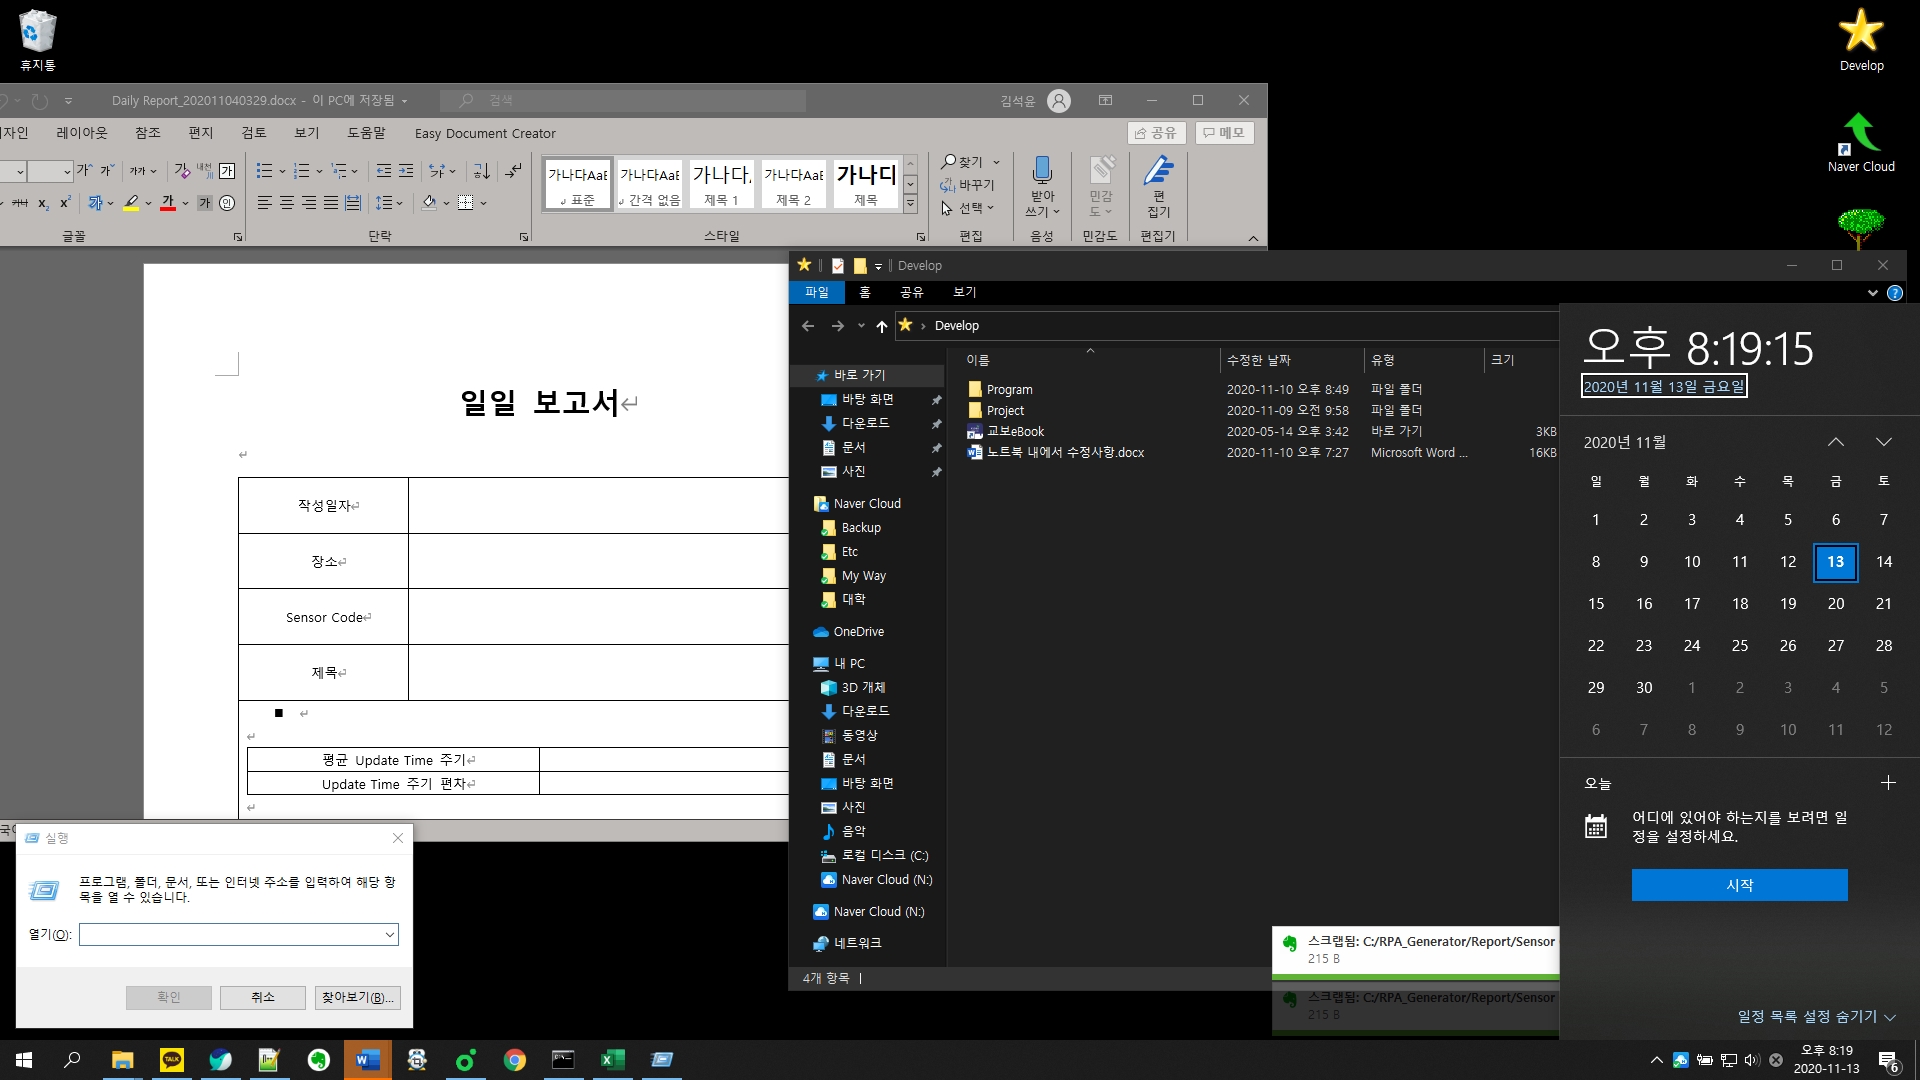 휴지통
Develop
Naver Cloud
Daily Report_202011040329.docx - 이 PC에 저장됨
검색
김석윤
레이아웃 참조 편지 검토 보기 도움말 Easy Document Creator
공유 메모
글꼴 단락 스타일 편집 음성 민감도 편집기
가나다AaB
표준
가나다AaB
간격 없음
가나다
제목 1
가나다AaB
제목 2
가나다
제목
찾기
바꾸기
선택
받아
쓰기
민감
도
편
집기
일일 보고서
작성일자
장소
Sensor Code
제목
평균 Update Time 주기
Update Time 주기 편차
Develop
파일 홈 공유 보기
Develop
이름 수정한 날짜 유형 크기
Program 2020-11-10 오후 8:49 파일 폴더
Project 2020-11-09 오전 9:58 파일 폴더
교보eBook 2020-05-14 오후 3:42 바로 가기 3KB
노트북 내에서 수정사항.docx 2020-11-10 오후 7:27 Microsoft Word ... 16KB
바로 가기
바탕 화면
다운로드
문서
사진
Naver Cloud
Backup
Etc
My Way
대학
OneDrive
내 PC
3D 개체
다운로드
동영상
문서
바탕 화면
사진
음악
로컬 디스크 (C:)
Naver Cloud (N:)
Naver Cloud (N:)
네트워크
4개 항목
스크랩됨: C:/RPA_Generator/Report/Sensor
215 B
스크랩됨: C:/RPA_Generator/Report/Sensor
215 B
오후 8:19:15
2020년 11월 13일 금요일
2020년 11월
일 월 화 수 목 금 토
1 2 3 4 5 6 7
8 9 10 11 12 13 14
15 16 17 18 19 20 21
22 23 24 25 26 27 28
29 30 1 2 3 4 5
6 7 8 9 10 11 12
오늘
어디에 있어야 하는지를 보려면 일
정을 설정하세요.
시작
일정 목록 설정 숨기기
실행
프로그램, 폴더, 문서, 또는 인터넷 주소를 입력하여 해당 항
목을 열 수 있습니다.
열기(O):
확인 취소 찾아보기(B)...
TALK
오후 8:19
2020-11-13
6